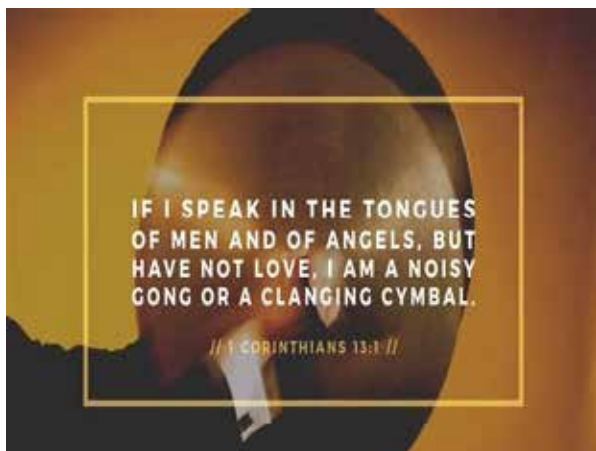 IF I SPEAK IN THE TONGUES
OF MEN AND OF ANGELS, BUT
HAVE NOT LOVE, I AM A NOISY
GONG OR A CLANGING CYMBAL.
// 1 CORINTHIANS 13:1 //